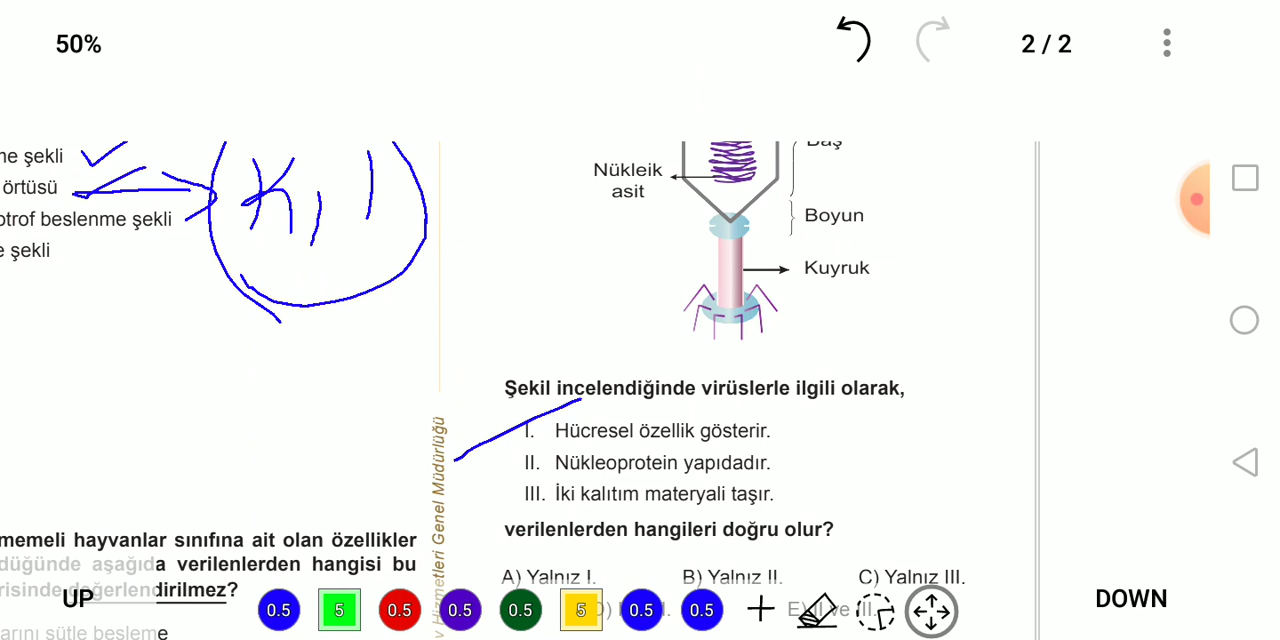 50%
2 / 2
ne şekli
örtüsü
otrof beslenme şekli
e şekli
Baş
Nükleik
asit
Boyun
Kuyruk
Şekil incelendiğinde virüslerle ilgili olarak,
I. Hücresel özellik gösterir.
II. Nükleoprotein yapıdadır.
III. İki kalıtım materyali taşır.
verilenlerden hangileri doğru olur?
A) Yalnız I. B) Yalnız II. C) Yalnız III.
memeli hayvanlar sınıfına ait olan özellikler
düğünde aşağıda verilenlerden hangisi bu
risinde değerlendirilmez?
arını sütle besleme
v Hizmetleri Genel Müdürlüğü
UP
0.5 5 0.5 0.5 0.5 5 0.5 0.5
DOWN